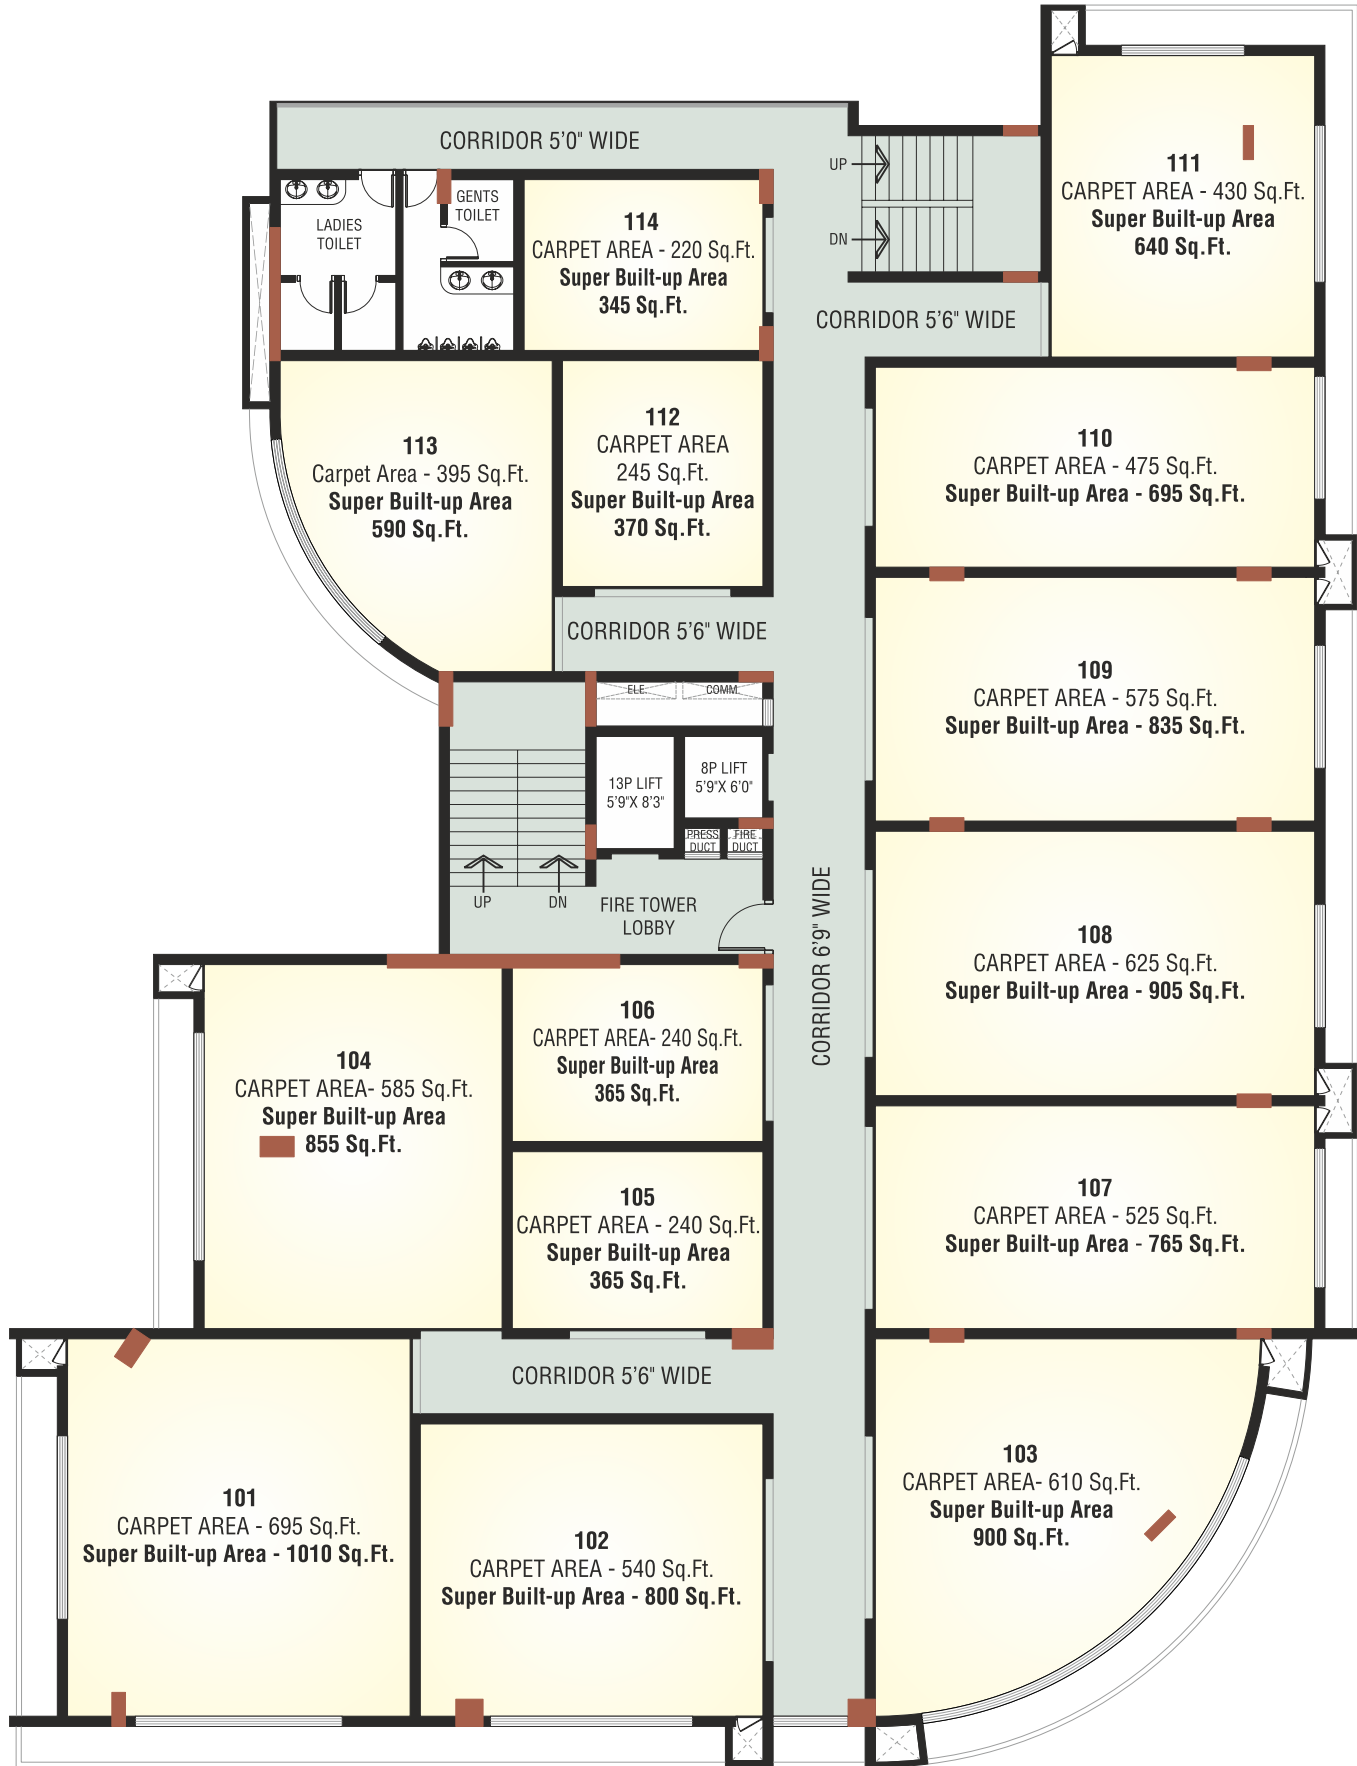 CORRIDOR 5'0" WIDE
UP
DN
111
CARPET AREA - 430 Sq.Ft.
Super Built-up Area
640 Sq.Ft.
LADIES
TOILET
GENTS
TOILET
114
CARPET AREA - 220 Sq.Ft.
Super Built-up Area
345 Sq.Ft.
CORRIDOR 5'6" WIDE
113
Carpet Area - 395 Sq.Ft.
Super Built-up Area
590 Sq.Ft.
112
CARPET AREA
245 Sq.Ft.
Super Built-up Area
370 Sq.Ft.
110
CARPET AREA - 475 Sq.Ft.
Super Built-up Area - 695 Sq.Ft.
CORRIDOR 5'6" WIDE
109
CARPET AREA - 575 Sq.Ft.
Super Built-up Area - 835 Sq.Ft.
ELE.
COMM.
13P LIFT
5'9"X 8'3"
8P LIFT
5'9"X 6'0"
PRESS
DUCT
FIRE
DUCT
UP
DN
FIRE TOWER
LOBBY
CORRIDOR 6'9" WIDE
108
CARPET AREA - 625 Sq.Ft.
Super Built-up Area - 905 Sq.Ft.
104
CARPET AREA- 585 Sq.Ft.
Super Built-up Area
855 Sq.Ft.
106
CARPET AREA- 240 Sq.Ft.
Super Built-up Area
365 Sq.Ft.
105
CARPET AREA - 240 Sq.Ft.
Super Built-up Area
365 Sq.Ft.
107
CARPET AREA - 525 Sq.Ft.
Super Built-up Area - 765 Sq.Ft.
CORRIDOR 5'6" WIDE
101
CARPET AREA - 695 Sq.Ft.
Super Built-up Area - 1010 Sq.Ft.
102
CARPET AREA - 540 Sq.Ft.
Super Built-up Area - 800 Sq.Ft.
103
CARPET AREA- 610 Sq.Ft.
Super Built-up Area
900 Sq.Ft.